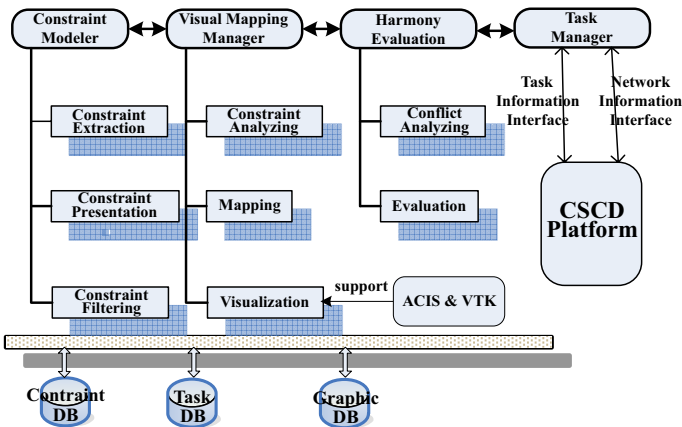 Constraint
Modeler
Visual Mapping
Manager
Harmony
Evaluation
Task
Manager
Task
Information
Interface
Network
Information
Interface
Constraint
Extraction
Constraint
Analyzing
Conflict
Analyzing
Constraint
Presentation
Mapping
Evaluation
CSCD
Platform
Constraint
Filtering
Visualization
support
ACIS & VTK
Contraint
DB
Task
DB
Graphic
DB